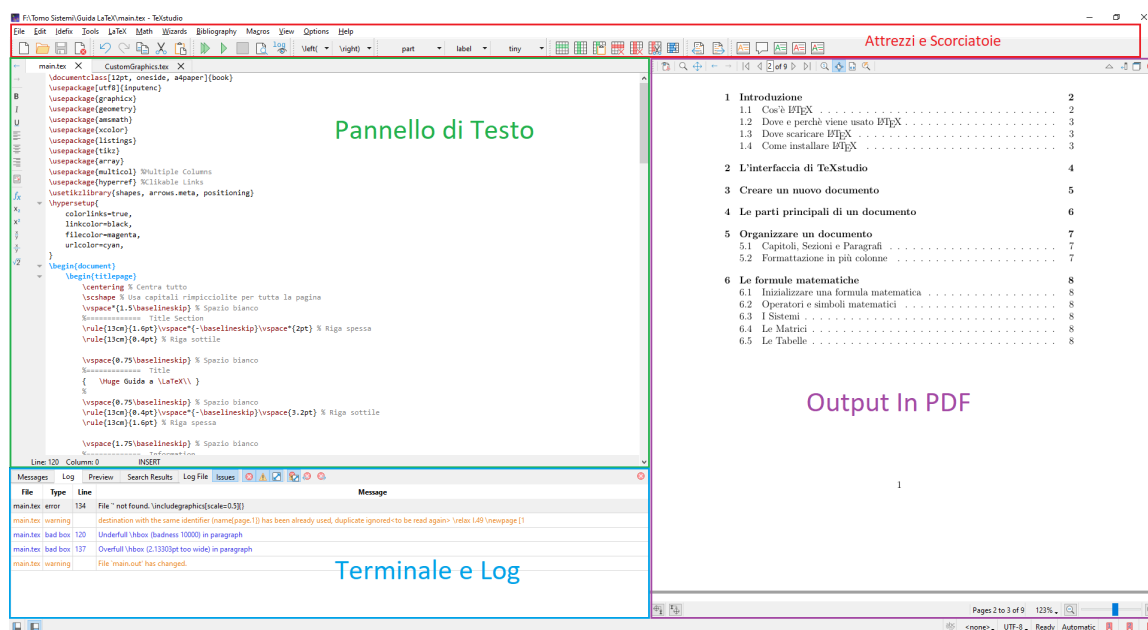 F:\Tomo Sistemi\Guida LaTeX\main.tex - TeXstudio
File Edit Idefix Tools LaTeX Math Wizards Bibliography Macros View Options Help
log \left( \right) part label tiny
Attrezzi e Scorciatoie
main.tex CustomGraphics.tex
\documentclass[12pt, oneside, a4paper]{book}
\usepackage[utf8]{inputenc}
\usepackage{graphicx}
\usepackage{geometry}
\usepackage{amsmath}
\usepackage{xcolor}
\usepackage{listings}
\usepackage{tikz}
\usepackage{array}
\usepackage{multicol} %Multiple Columns
\usepackage{hyperref} %Clikable Links
\usetikzlibrary{shapes, arrows.meta, positioning}
\hypersetup{
colorlinks=true,
linkcolor=black,
filecolor=magenta,
urlcolor=cyan,
}
\begin{document}
\begin{titlepage}
\centering % Centra tutto
\scshape % Usa capitali rimpicciolite per tutta la pagina
\vspace*{1.5\baselineskip} % Spazio bianco
%============= Title Section
\rule{13cm}{1.6pt}\vspace*{-\baselineskip}\vspace*{2pt} % Riga spessa
\rule{13cm}{0.4pt} % Riga sottile
\vspace{0.75\baselineskip} % Spazio bianco
%============= Title
{ \Huge Guida a \LaTeX\\ }
%
\vspace{0.75\baselineskip} % Spazio bianco
\rule{13cm}{0.4pt}\vspace*{-\baselineskip}\vspace{3.2pt} % Riga sottile
\rule{13cm}{1.6pt} % Riga spessa
\vspace{1.75\baselineskip} % Spazio bianco
%============= Information
Pannello di Testo
B
I
U
Line: 120 Column: 0 INSERT
Messages Log Preview Search Results Log File Issues
File Type Line Message
main.tex error 134 File '' not found. \includegraphics[scale=0.5]{}
main.tex warning destination with the same identifier (name{page.1}) has been already used, duplicate ignored<to be read again> \relax l.49 \newpage [1
main.tex bad box 120 Underfull \hbox (badness 10000) in paragraph
main.tex bad box 137 Overfull \hbox (2.13303pt too wide) in paragraph
main.tex warning File `main.out' has changed.
Terminale e Log
2 of 9
1 Introduzione 2
1.1 Cos'è LATEX . . . . . . . . . . 2
1.2 Dove e perchè viene usato LATEX . . . . . . . . . . 3
1.3 Dove scaricare LATEX . . . . . . . . . . 3
1.4 Come installare LATEX . . . . . . . . . . 3
2 L'interfaccia di TeXstudio 4
3 Creare un nuovo documento 5
4 Le parti principali di un documento 6
5 Organizzare un documento 7
5.1 Capitoli, Sezioni e Paragrafi . . . . . . . . . . 7
5.2 Formattazione in più colonne . . . . . . . . . . 7
6 Le formule matematiche 8
6.1 Inizializzare una formula matematica . . . . . . . . . . 8
6.2 Operatori e simboli matematici . . . . . . . . . . 8
6.3 I Sistemi . . . . . . . . . . 8
6.4 Le Matrici . . . . . . . . . . 8
6.5 Le Tabelle . . . . . . . . . . 8
Output In PDF
1
Pages 2 to 3 of 9 123%
<none> UTF-8 Ready Automatic